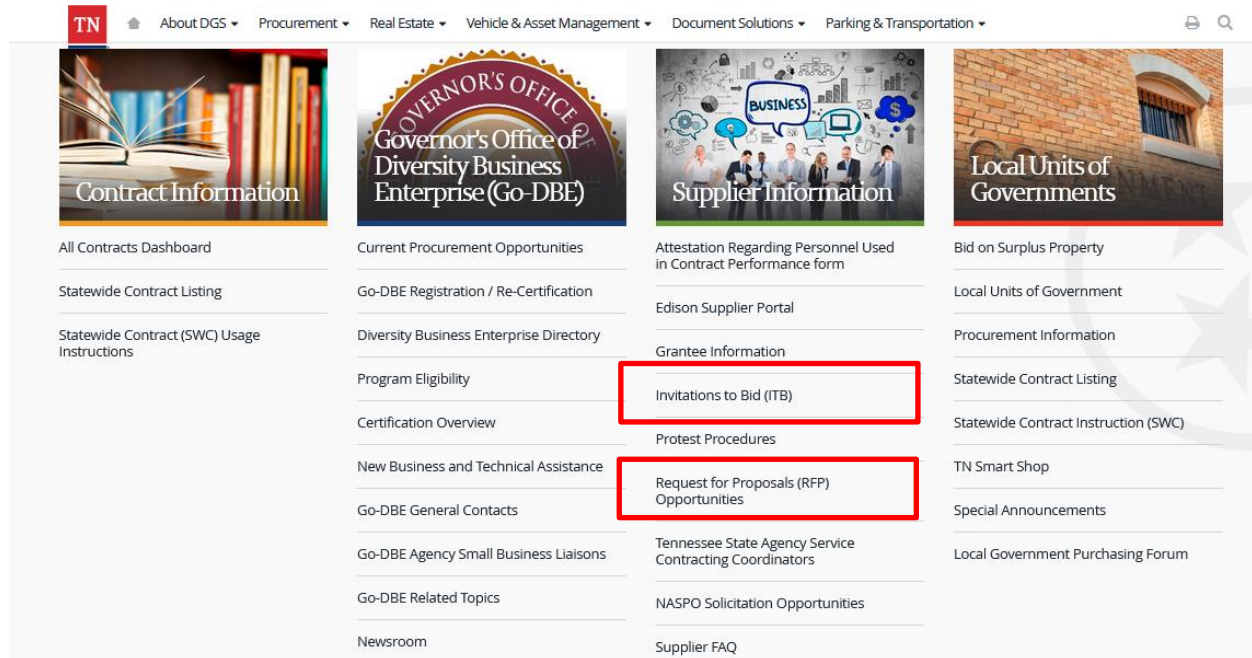 TN
About DGS
Procurement
Real Estate
Vehicle & Asset Management
Document Solutions
Parking & Transportation
Contract Information
All Contracts Dashboard
Statewide Contract Listing
Statewide Contract (SWC) Usage
Instructions
GOVERNOR'S OFFICE OF
Governor's Office of
Diversity Business
Enterprise (Go-DBE)
Current Procurement Opportunities
Go-DBE Registration / Re-Certification
Diversity Business Enterprise Directory
Program Eligibility
Certification Overview
New Business and Technical Assistance
Go-DBE General Contacts
Go-DBE Agency Small Business Liaisons
Go-DBE Related Topics
Newsroom
BUSINESS
Supplier Information
Attestation Regarding Personnel Used
in Contract Performance form
Edison Supplier Portal
Grantee Information
Invitations to Bid (ITB)
Protest Procedures
Request for Proposals (RFP)
Opportunities
Tennessee State Agency Service
Contracting Coordinators
NASPO Solicitation Opportunities
Supplier FAQ
Local Units of
Governments
Bid on Surplus Property
Local Units of Government
Procurement Information
Statewide Contract Listing
Statewide Contract Instruction (SWC)
TN Smart Shop
Special Announcements
Local Government Purchasing Forum